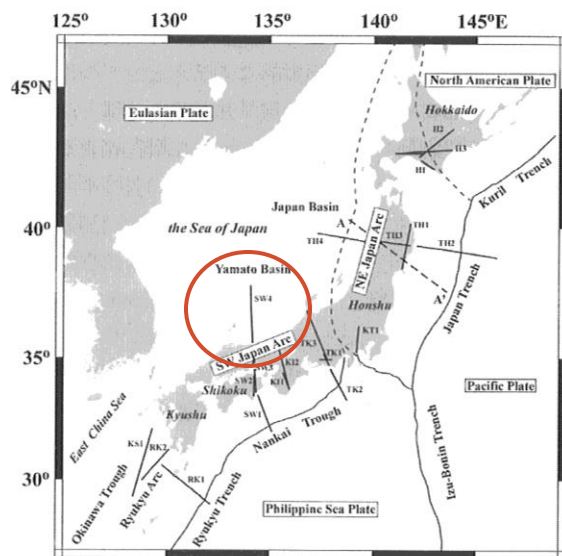 125° 130° 135° 140° 145°E
45°N
North American Plate
Hokkaido
Eulasian Plate
II2
II3
II1
Kuril Trench
Japan Basin
A
40°
the Sea of Japan
TH4
TH3
TH1
TH2
NE Japan Arc
Yamato Basin
SW4
A'
Japan Trench
Honshu
KT1
SW Japan Arc
TK3
35°
SW3
KI2
SW2
KI1
TK1
Pacific Plate
Shikoku
TK2
Kyushu
SW1
East China Sea
Nankai Trough
KS1
RK2
Izu-Bonin Trench
30°
RK1
Okinawa Trough
Ryukyu Arc
Ryukyu Trench
Philippine Sea Plate